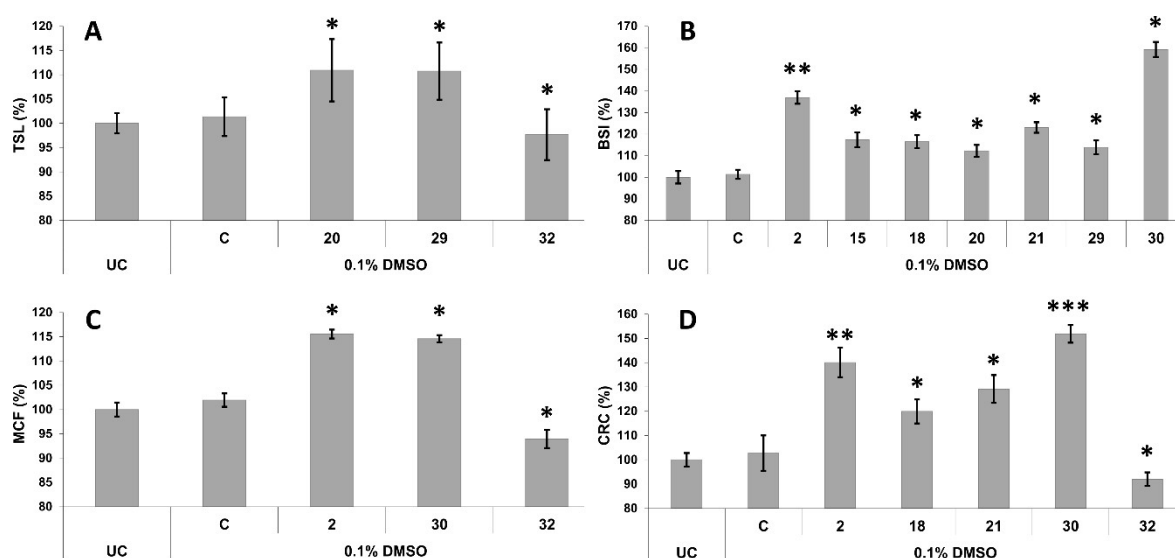 A
TSL (%)
120
115
110
105
100
95
90
85
80
* * *
C 20 29 32
UC 0.1% DMSO
B
BSI (%)
170
160
150
140
130
120
110
100
90
80
** * * * * * *
C 2 15 18 20 21 29 30
UC 0.1% DMSO
C
MCF (%)
120
115
110
105
100
95
90
85
80
* * *
C 2 30 32
UC 0.1% DMSO
D
CRC (%)
160
150
140
130
120
110
100
90
80
** * * *** *
C 2 18 21 30 32
UC 0.1% DMSO